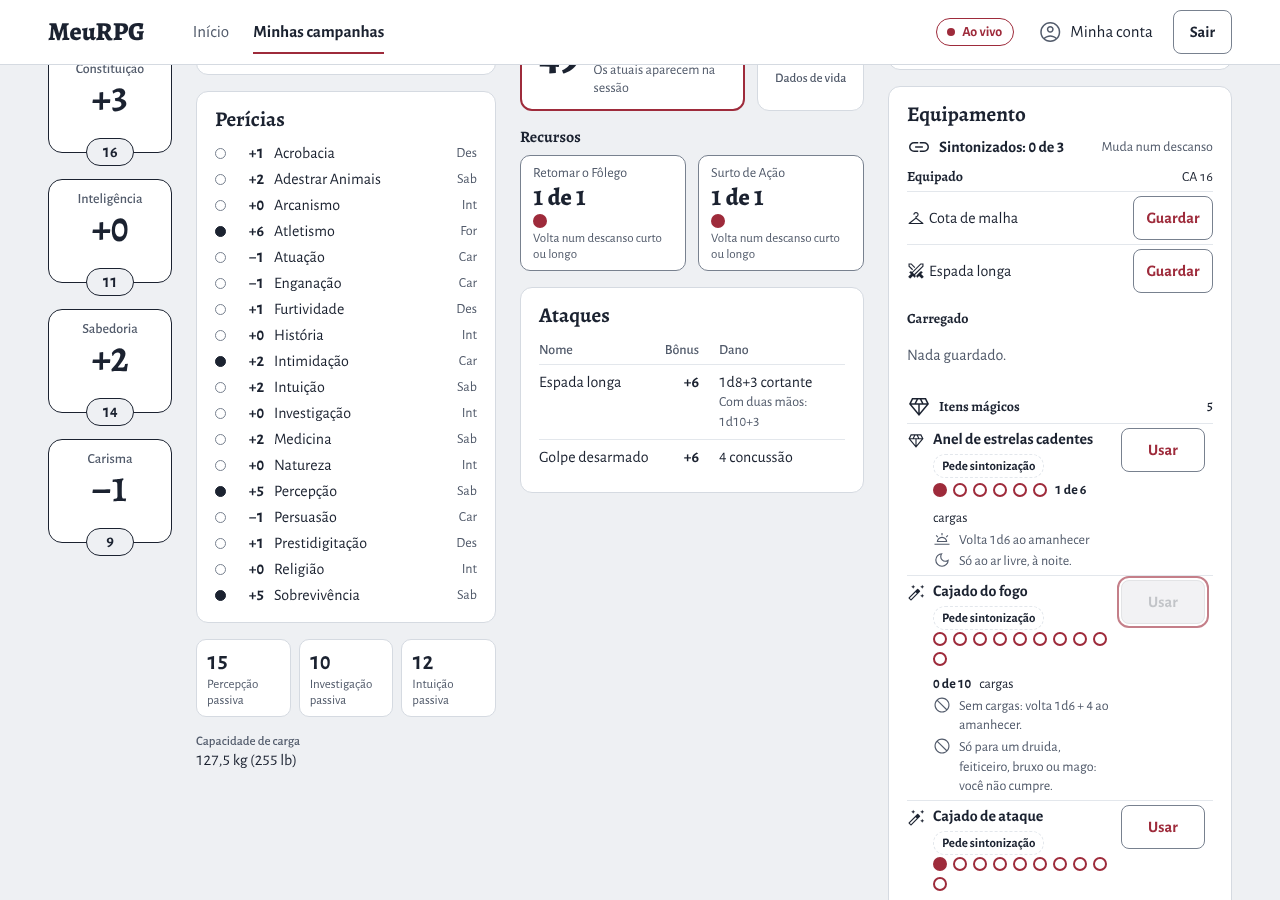 MeuRPG
Início
Minhas campanhas
Ao vivo
Minha conta
Sair
Constituição
+3
16
Inteligência
+0
11
Sabedoria
+2
14
Carisma
−1
9
Perícias
+1 Acrobacia Des
+2 Adestrar Animais Sab
+0 Arcanismo Int
+6 Atletismo For
−1 Atuação Car
−1 Enganação Car
+1 Furtividade Des
+0 História Int
+2 Intimidação Car
+2 Intuição Sab
+0 Investigação Int
+2 Medicina Sab
+0 Natureza Int
+5 Percepção Sab
−1 Persuasão Car
+1 Prestidigitação Des
+0 Religião Int
+5 Sobrevivência Sab
15
Percepção
passiva
10
Investigação
passiva
12
Intuição
passiva
Capacidade de carga
127,5 kg (255 lb)
Os atuais aparecem na
sessão
Dados de vida
Recursos
Retomar o Fôlego
1 de 1
Volta num descanso curto
ou longo
Surto de Ação
1 de 1
Volta num descanso curto
ou longo
Ataques
Nome Bônus Dano
Espada longa +6 1d8+3 cortante
Com duas mãos:
1d10+3
Golpe desarmado +6 4 concussão
Equipamento
Sintonizados: 0 de 3 Muda num descanso
Equipado CA 16
Cota de malha Guardar
Espada longa Guardar
Carregado
Nada guardado.
Itens mágicos 5
Anel de estrelas cadentes Usar
Pede sintonização
1 de 6
cargas
Volta 1d6 ao amanhecer
Só ao ar livre, à noite.
Cajado do fogo Usar
Pede sintonização
0 de 10 cargas
Sem cargas: volta 1d6 + 4 ao
amanhecer.
Só para um druida,
feiticeiro, bruxo ou mago:
você não cumpre.
Cajado de ataque Usar
Pede sintonização